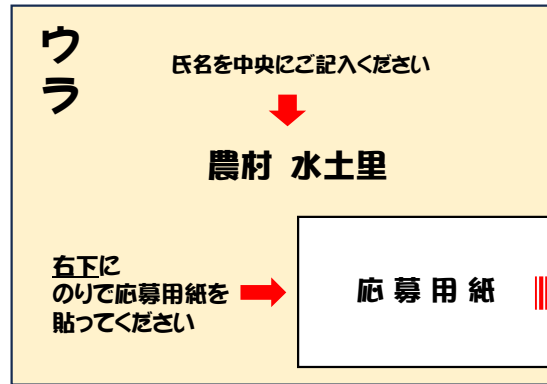 ウラ
氏名を中央にご記入ください
農村 水土里
右下に
のりで応募用紙を
貼ってください
応募用紙